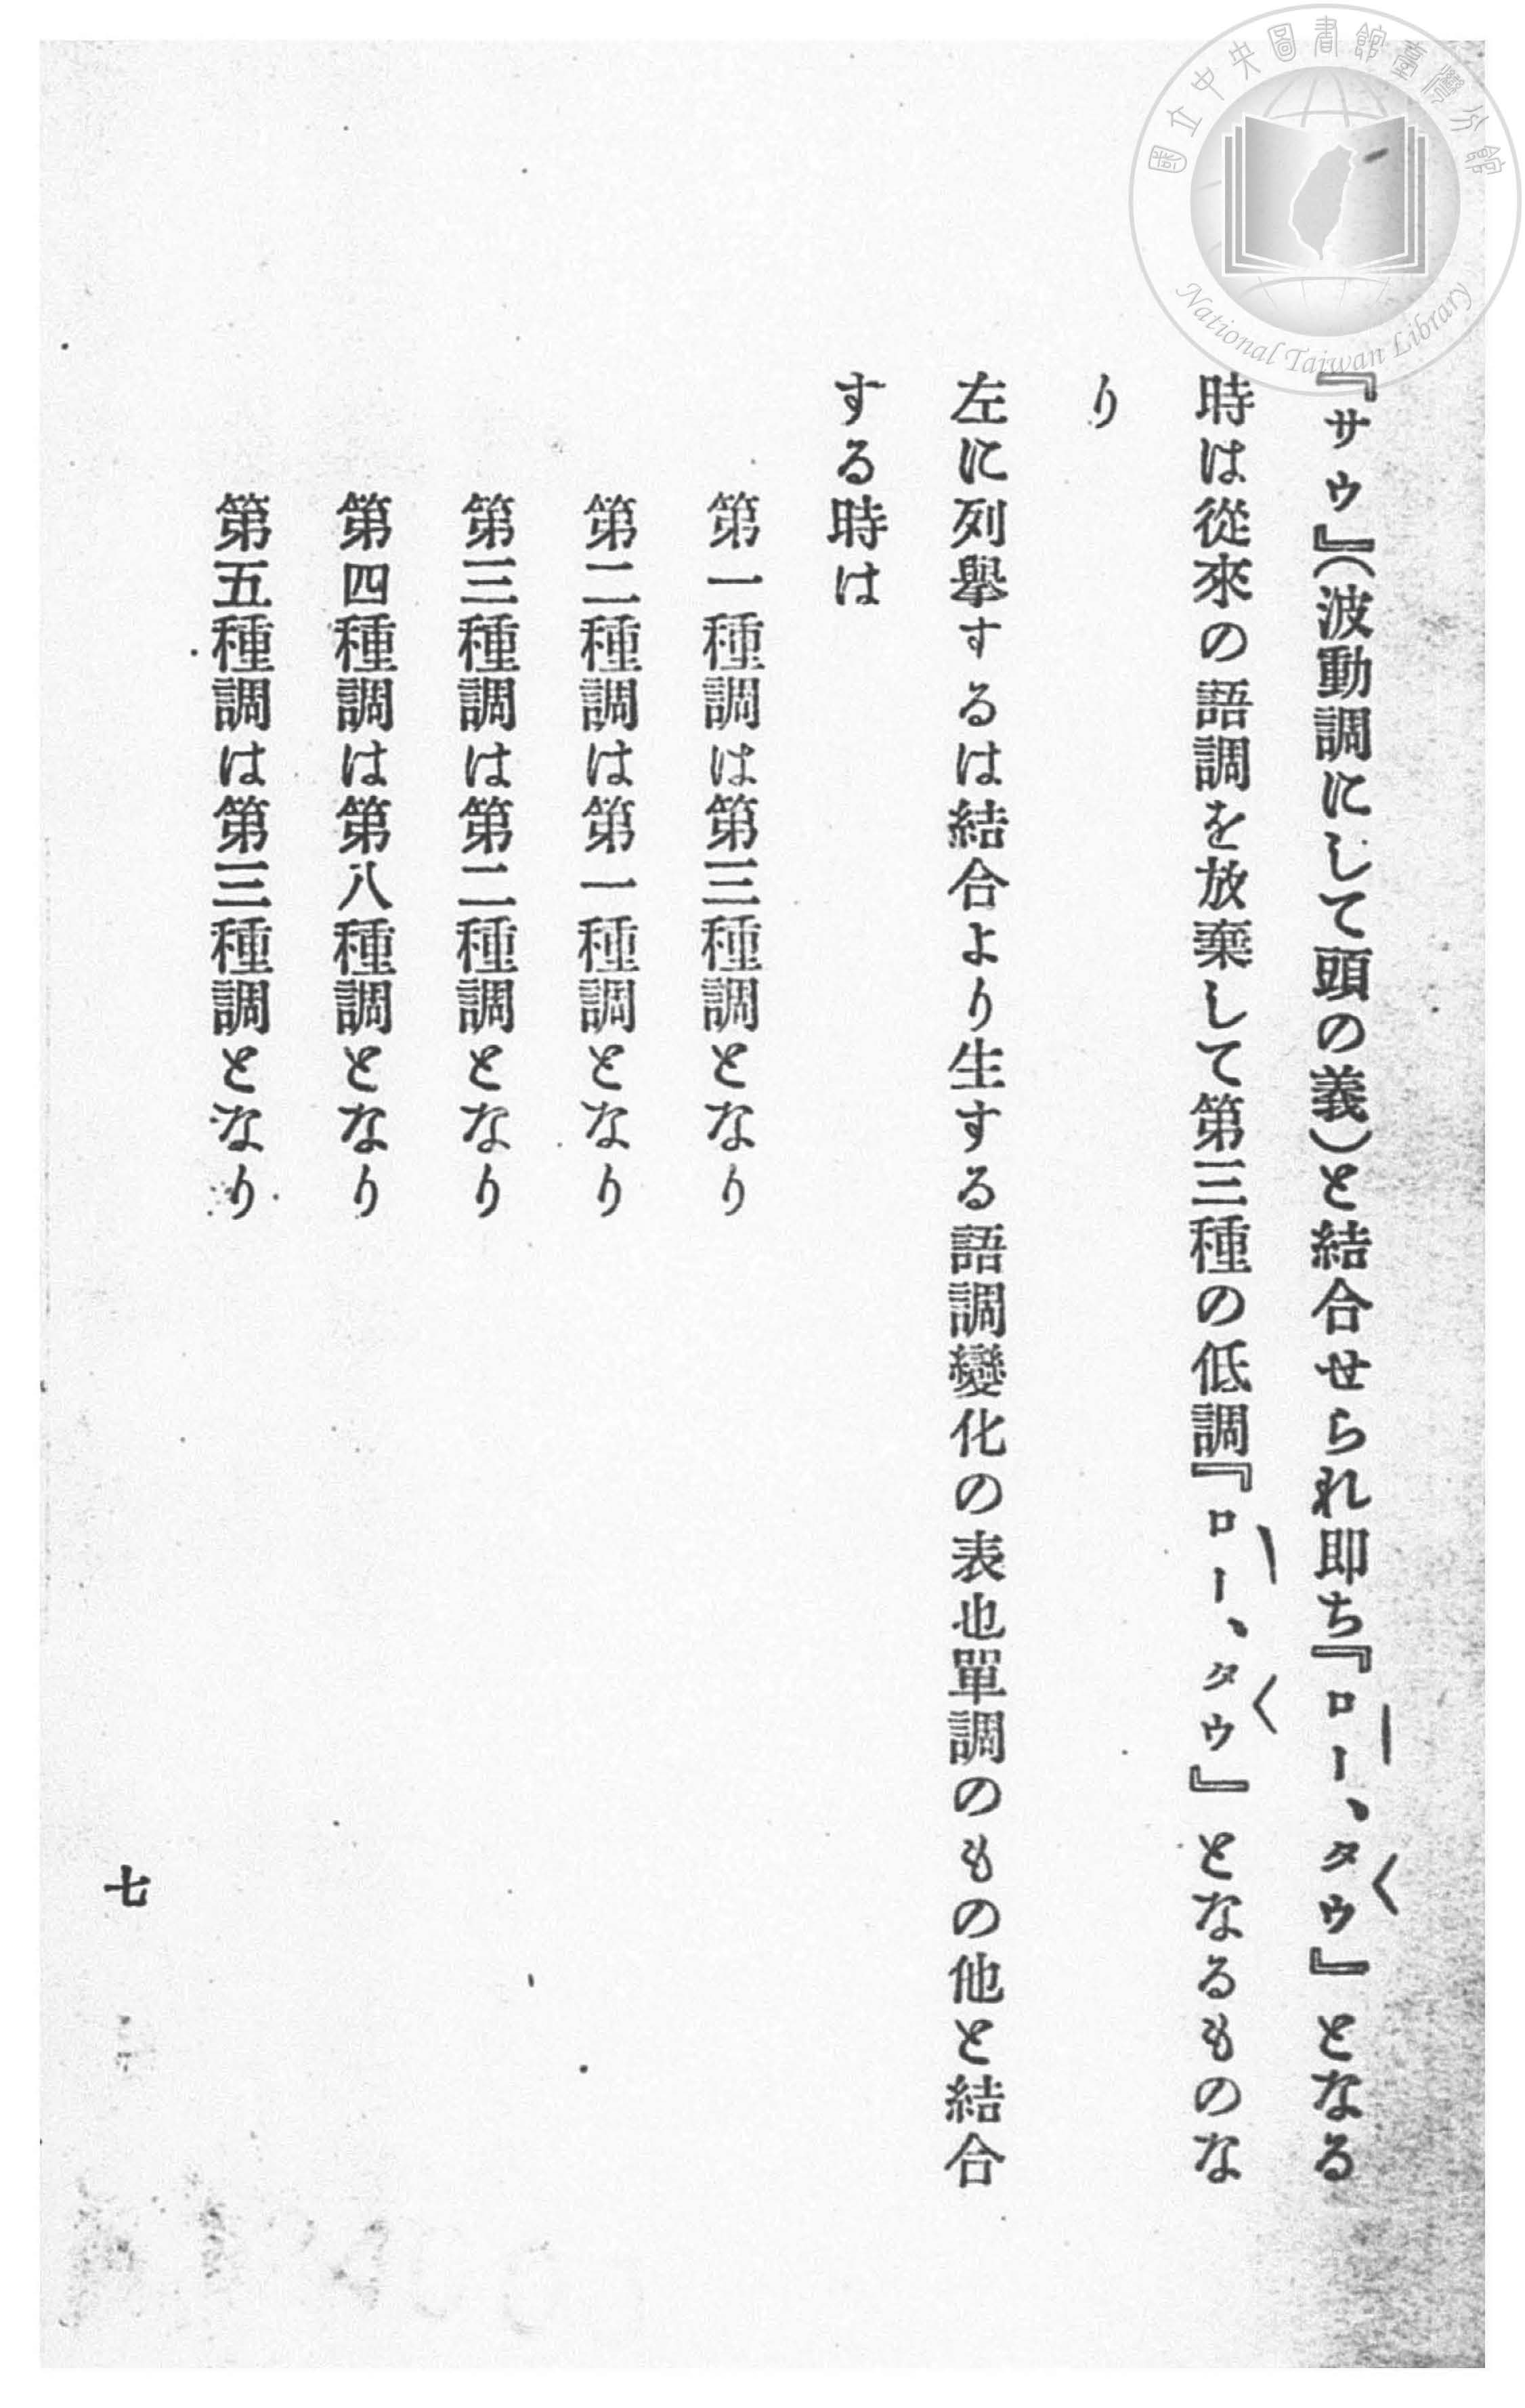 國立中央圖書館臺灣分館
National Taiwan Library
『サウ』(波動調にして頭の義)と結合せられ即ち『ロー、タウ』となる
時は從來の語調を放棄して第三種の低調『ロー、タウ』となるものな
り
左に列擧するは結合より生する語調變化の表也單調のもの他と結合
する時は
第一種調は第三種調となり
第二種調は第一種調となり
第三種調は第二種調となり
第四種調は第八種調となり
第五種調は第三種調となり
七